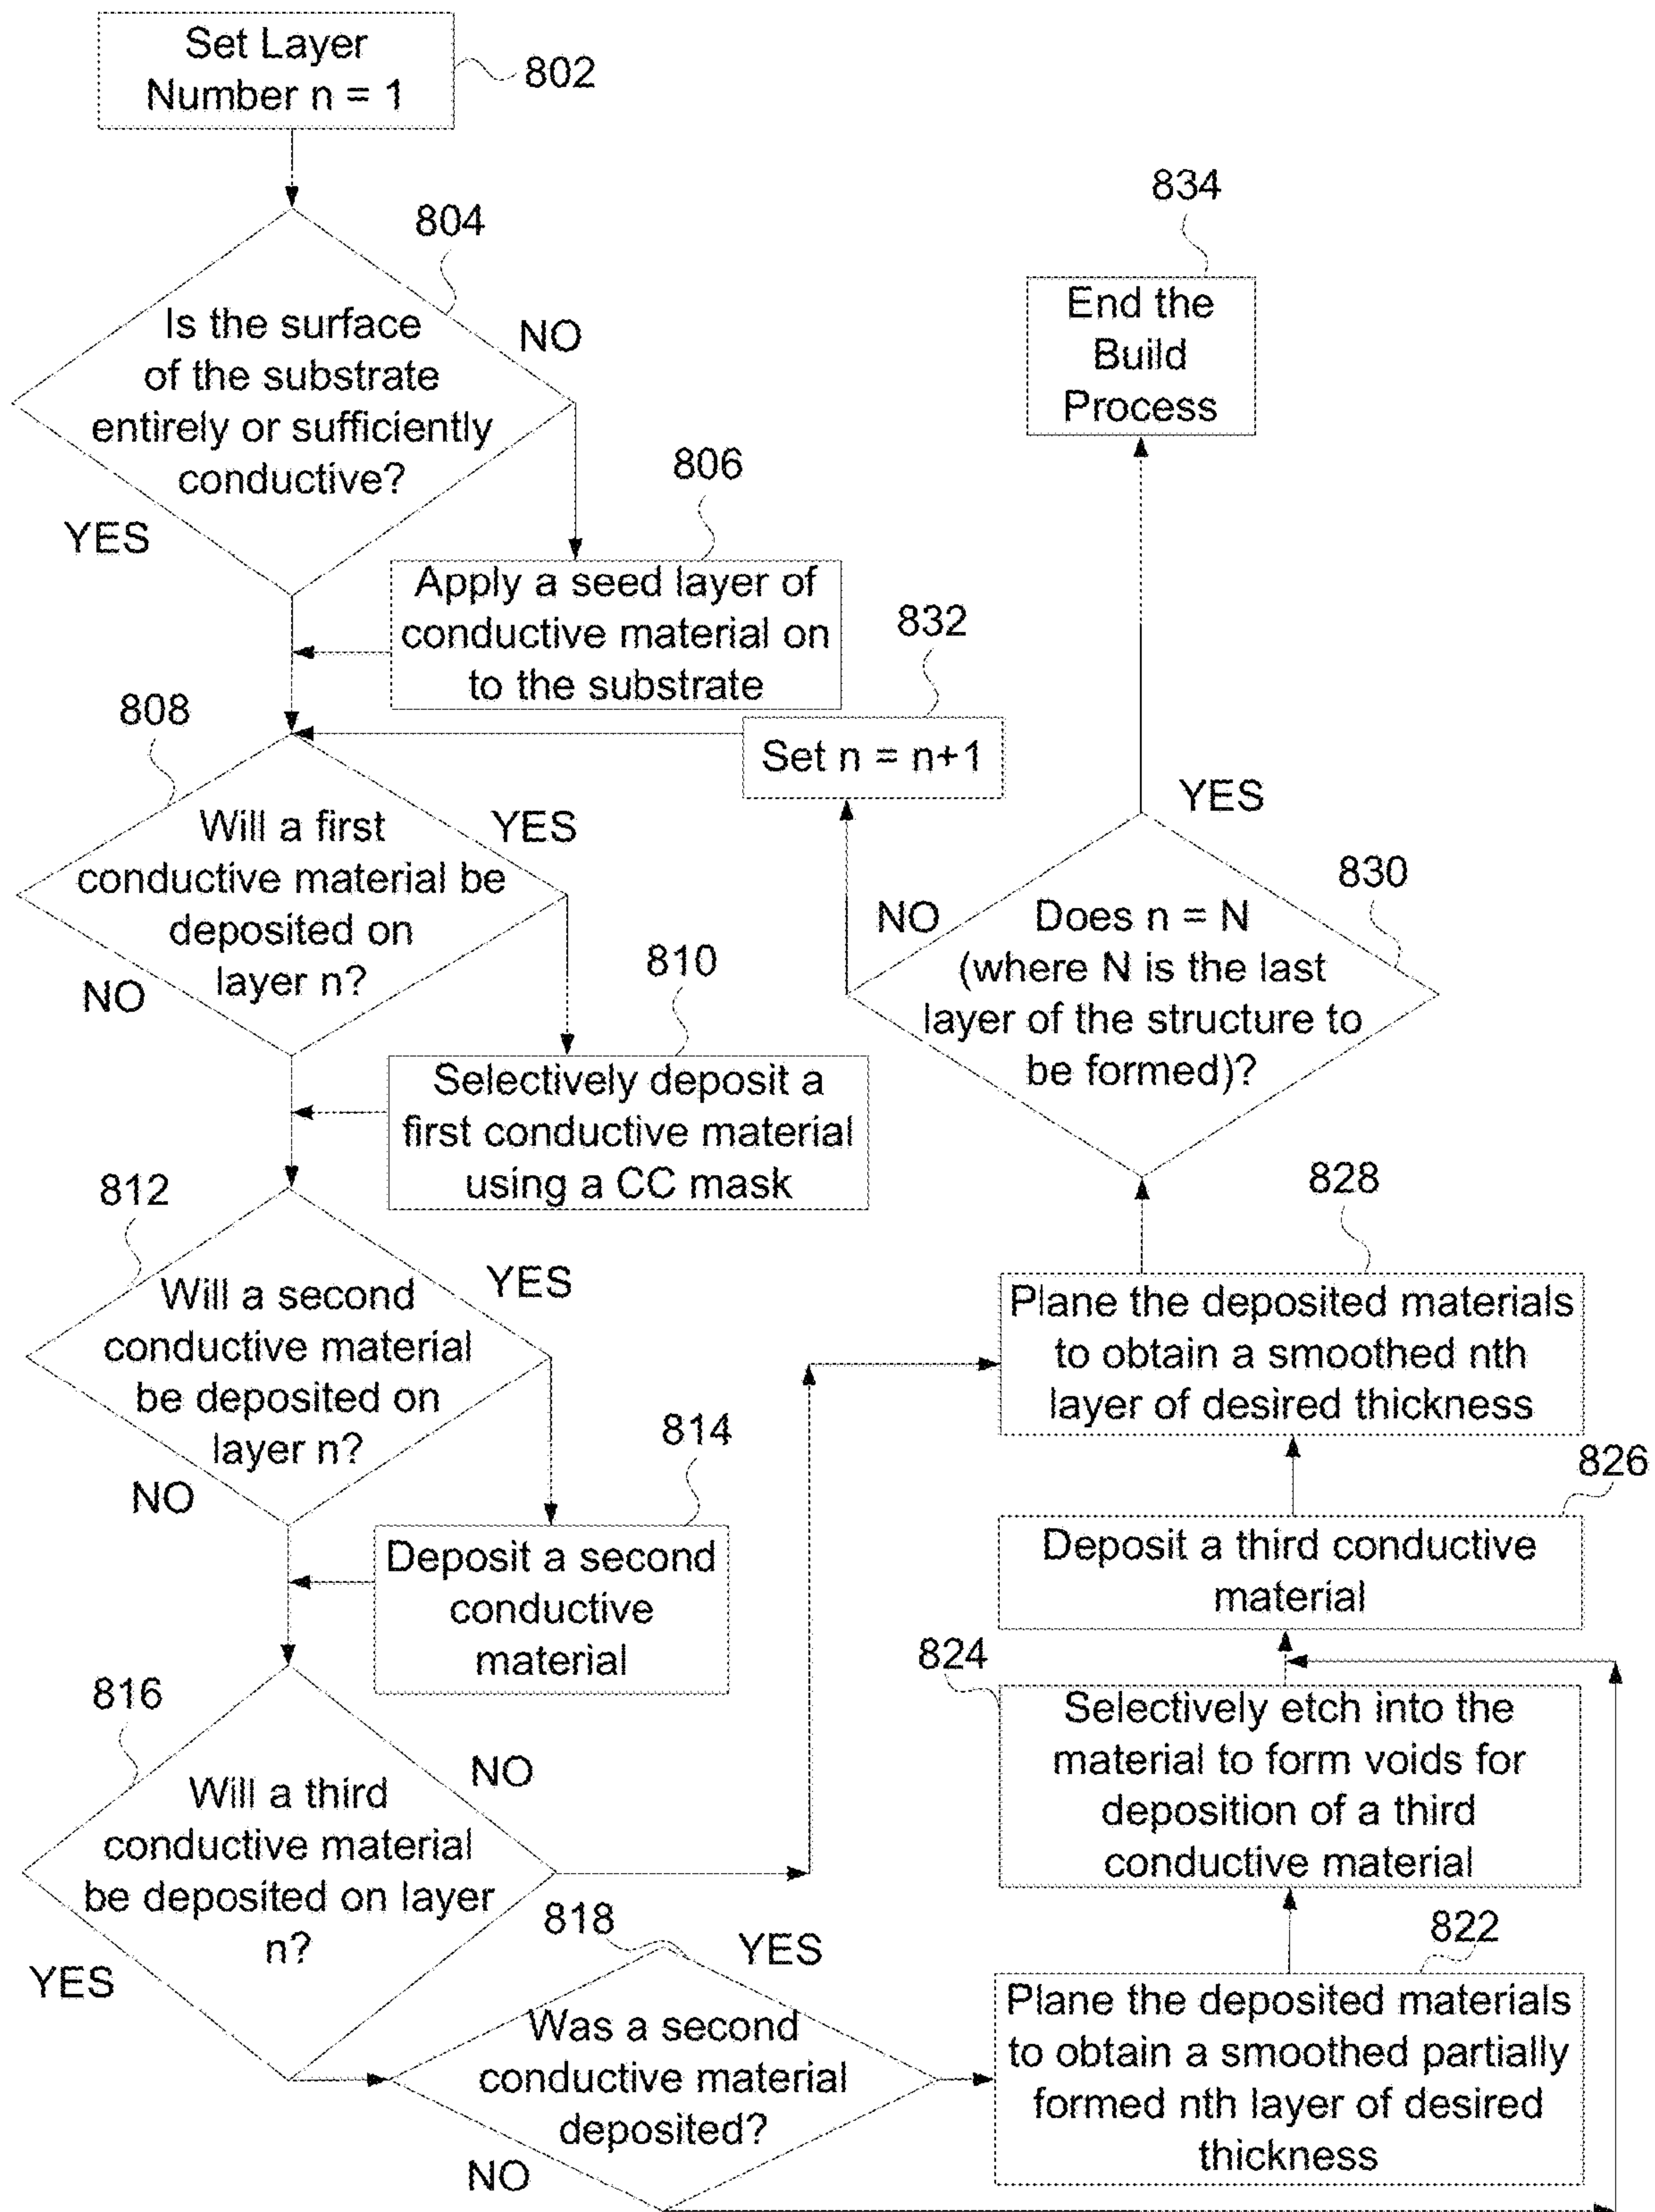 Set Layer
Number n = 1
802
804
Is the surface
of the substrate
entirely or sufficiently
conductive?
NO
YES
806
Apply a seed layer of
conductive material on
to the substrate
832
Set n = n+1
808
Will a first
conductive material be
deposited on
layer n?
YES
NO
810
Selectively deposit a
first conductive material
using a CC mask
812
Will a second
conductive material
be deposited on
layer n?
YES
NO
814
Deposit a second
conductive
material
816
Will a third
conductive material
be deposited on layer
n?
NO
YES
818
Was a second
conductive material
deposited?
YES
NO
822
Plane the deposited materials
to obtain a smoothed partially
formed nth layer of desired
thickness
824
Selectively etch into the
material to form voids for
deposition of a third
conductive material
826
Deposit a third conductive
material
828
Plane the deposited materials
to obtain a smoothed nth
layer of desired thickness
830
Does n = N
(where N is the last
layer of the structure to
be formed)?
NO
YES
834
End the
Build
Process